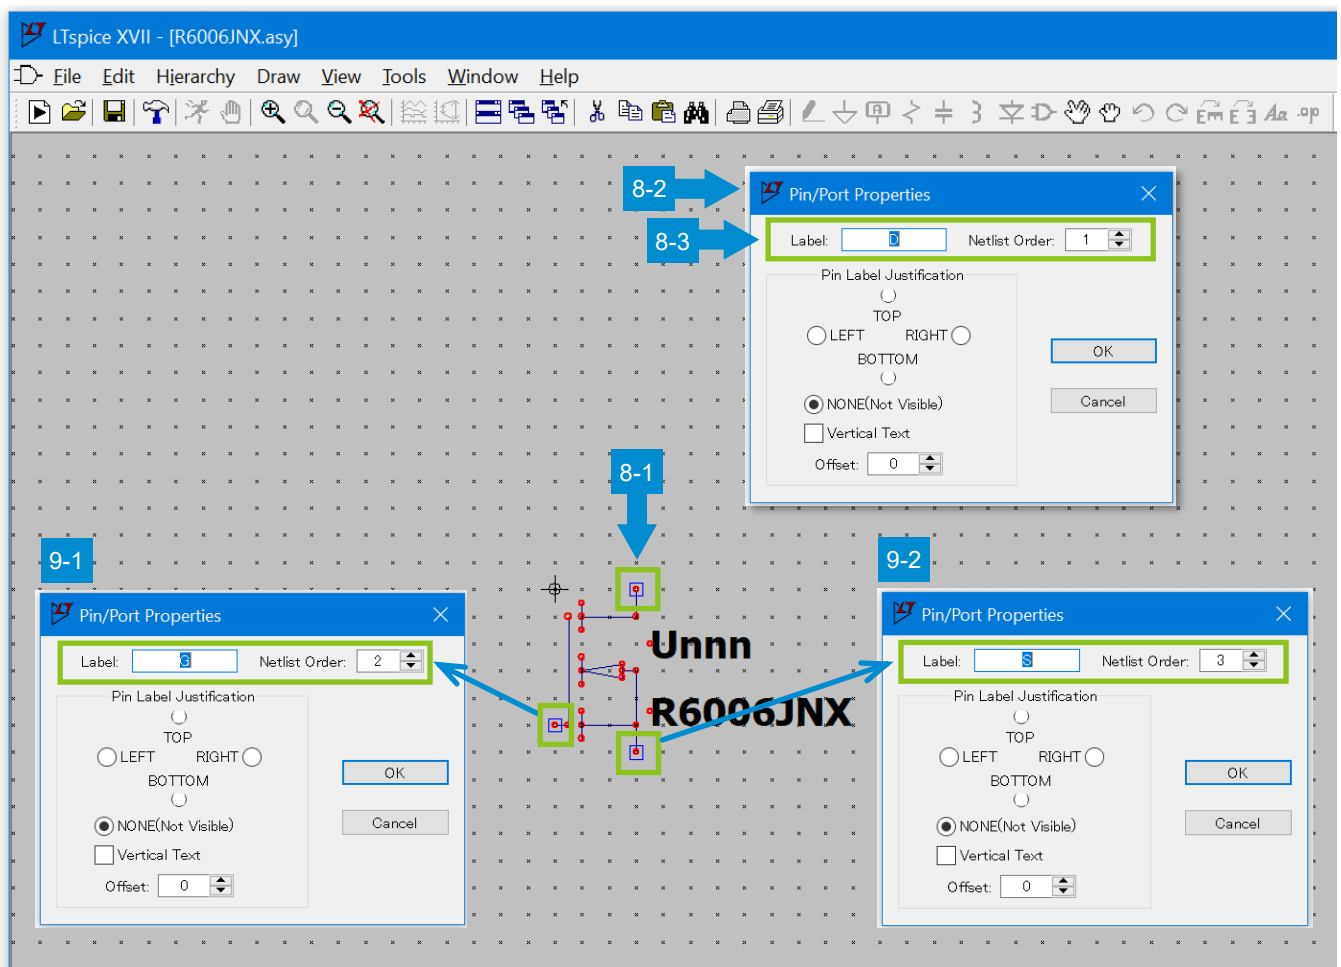 LTspice XVII - [R6006JNX.asy]
File Edit Hierarchy Draw View Tools Window Help
Aa .op
8-2
Pin/Port Properties
8-3
Label: D Netlist Order: 1
Pin Label Justification
TOP
LEFT RIGHT
BOTTOM
OK
NONE(Not Visible)
Cancel
Vertical Text
Offset: 0
8-1
9-1
Pin/Port Properties
Label: G Netlist Order: 2
Pin Label Justification
TOP
LEFT RIGHT
BOTTOM
OK
NONE(Not Visible)
Cancel
Vertical Text
Offset: 0
Unnn
R6006JNX
9-2
Pin/Port Properties
Label: S Netlist Order: 3
Pin Label Justification
TOP
LEFT RIGHT
BOTTOM
OK
NONE(Not Visible)
Cancel
Vertical Text
Offset: 0